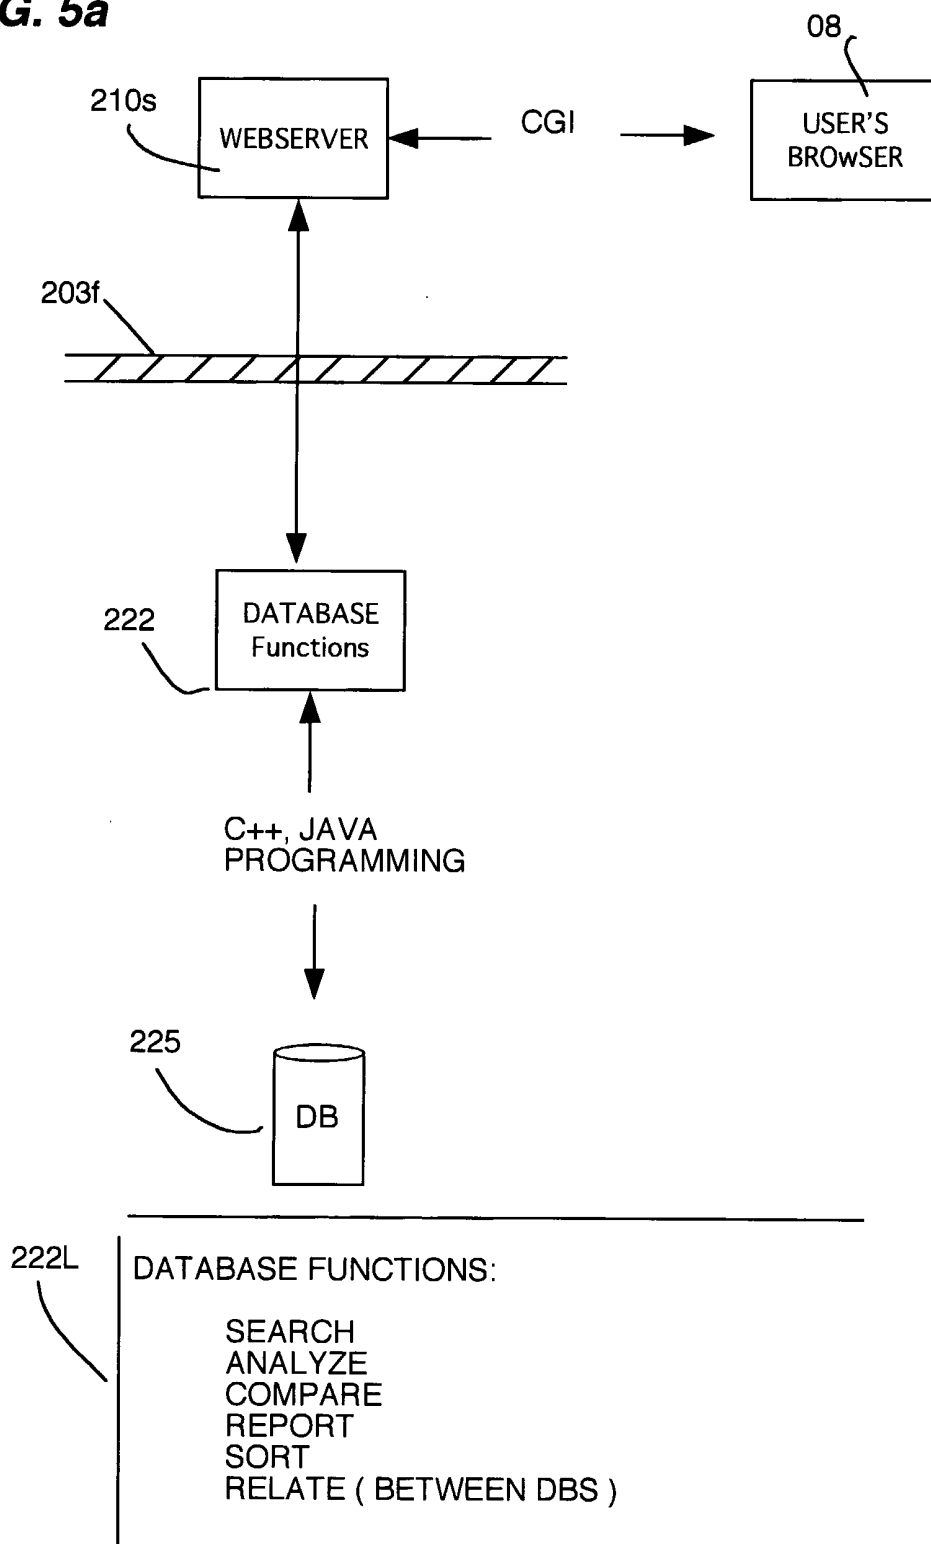 G. 5a
08
210s
WEBSERVER
CGI
USER'S
BROwSER
203f
222
DATABASE
Functions
C++, JAVA
PROGRAMMING
225
DB
222L
DATABASE FUNCTIONS:
SEARCH
ANALYZE
COMPARE
REPORT
SORT
RELATE ( BETWEEN DBS )